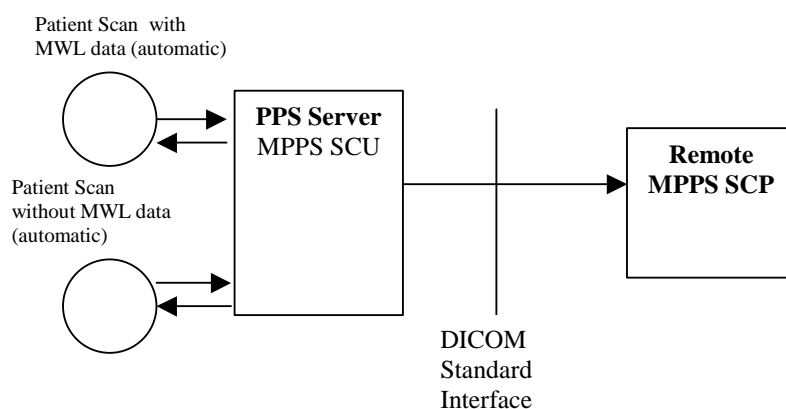 Patient Scan with
MWL data (automatic)
PPS Server
MPPS SCU
Remote
MPPS SCP
Patient Scan
without MWL data
(automatic)
DICOM
Standard
Interface